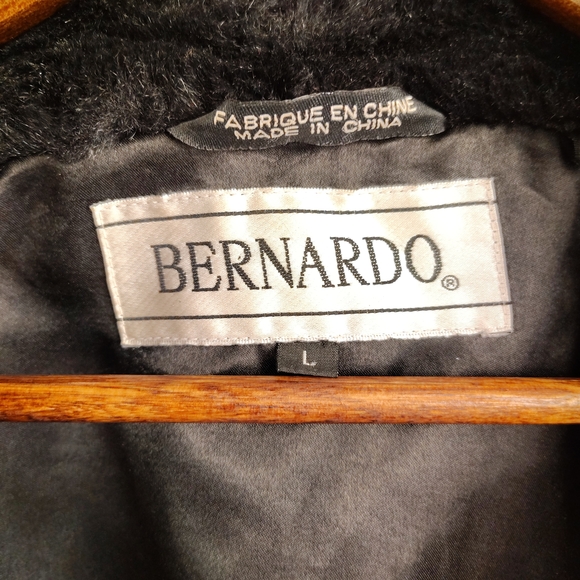 FABRIQUE EN CHINE
MADE IN CHINA
BERNARDO®
L